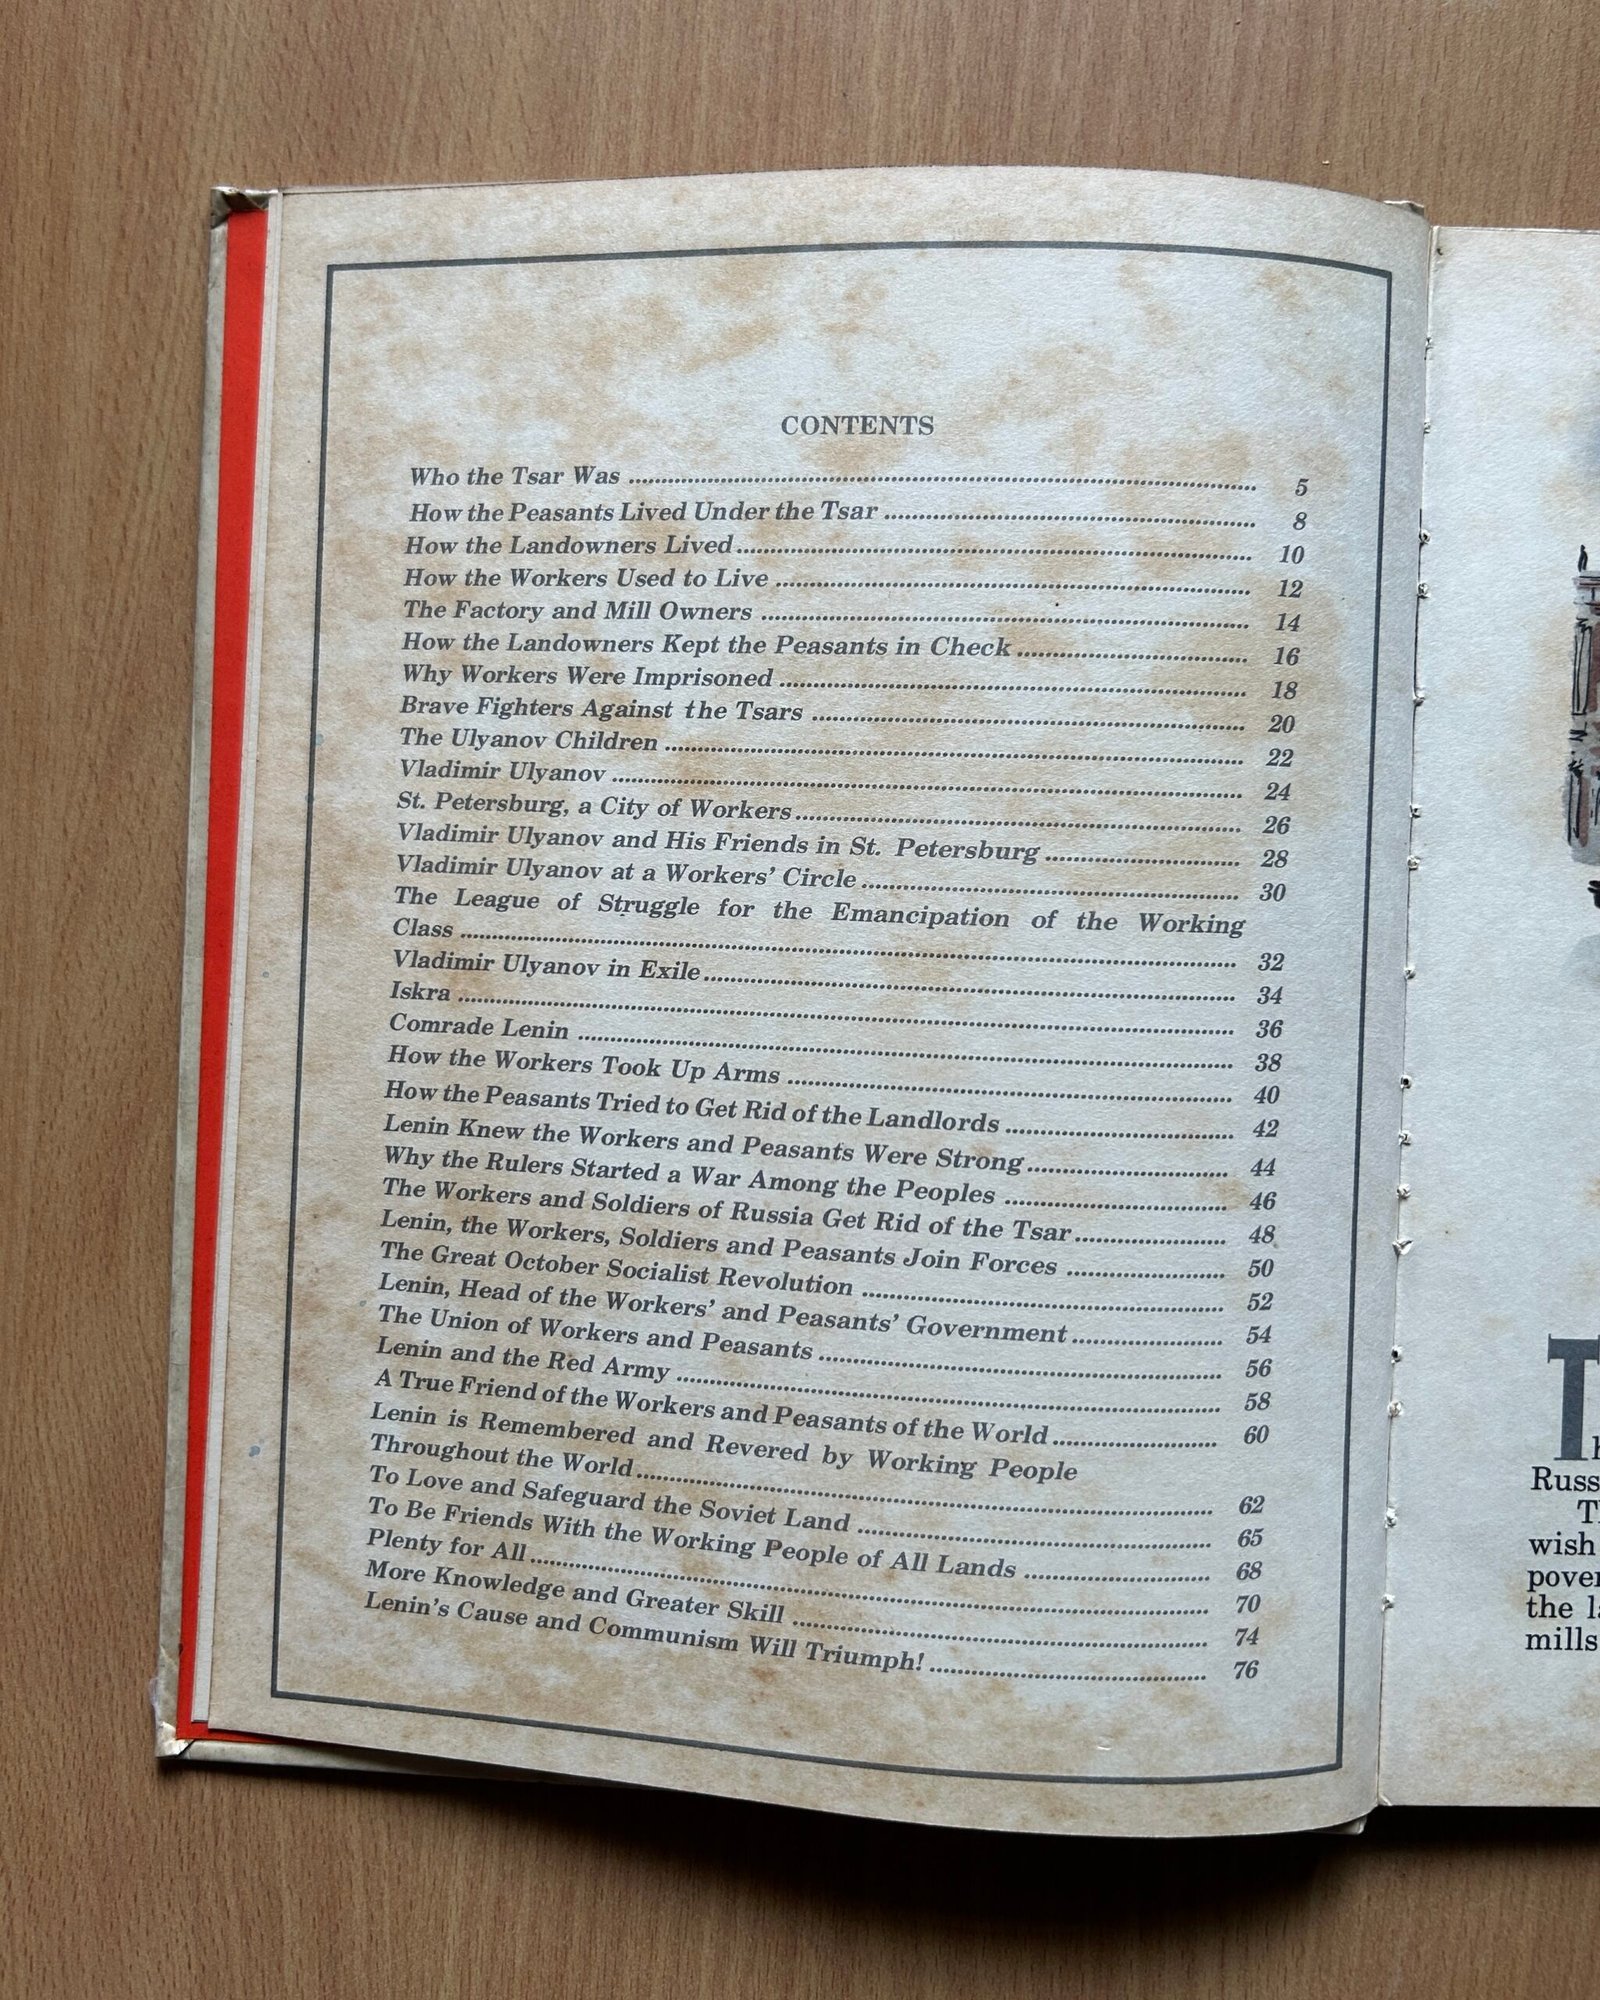 CONTENTS
Who the Tsar Was ........ 5
How the Peasants Lived Under the Tsar ........ 8
How the Landowners Lived ........ 10
How the Workers Used to Live ........ 12
The Factory and Mill Owners ........ 14
How the Landowners Kept the Peasants in Check ........ 16
Why Workers Were Imprisoned ........ 18
Brave Fighters Against the Tsars ........ 20
The Ulyanov Children ........ 22
Vladimir Ulyanov ........ 24
St. Petersburg, a City of Workers ........ 26
Vladimir Ulyanov and His Friends in St. Petersburg ........ 28
Vladimir Ulyanov at a Workers' Circle ........ 30
The League of Struggle for the Emancipation of the Working
Class ........ 32
Vladimir Ulyanov in Exile ........ 34
Iskra ........ 36
Comrade Lenin ........ 38
How the Workers Took Up Arms ........ 40
How the Peasants Tried to Get Rid of the Landlords ........ 42
Lenin Knew the Workers and Peasants Were Strong ........ 44
Why the Rulers Started a War Among the Peoples ........ 46
The Workers and Soldiers of Russia Get Rid of the Tsar ........ 48
Lenin, the Workers, Soldiers and Peasants Join Forces ........ 50
The Great October Socialist Revolution ........ 52
Lenin, Head of the Workers' and Peasants' Government ........ 54
The Union of Workers and Peasants ........ 56
Lenin and the Red Army ........ 58
A True Friend of the Workers and Peasants of the World ........ 60
Lenin is Remembered and Revered by Working People
Throughout the World ........ 62
To Love and Safeguard the Soviet Land ........ 65
To Be Friends With the Working People of All Lands ........ 68
Plenty for All ........ 70
More Knowledge and Greater Skill ........ 74
Lenin's Cause and Communism Will Triumph! ........ 76
wish
the
mills